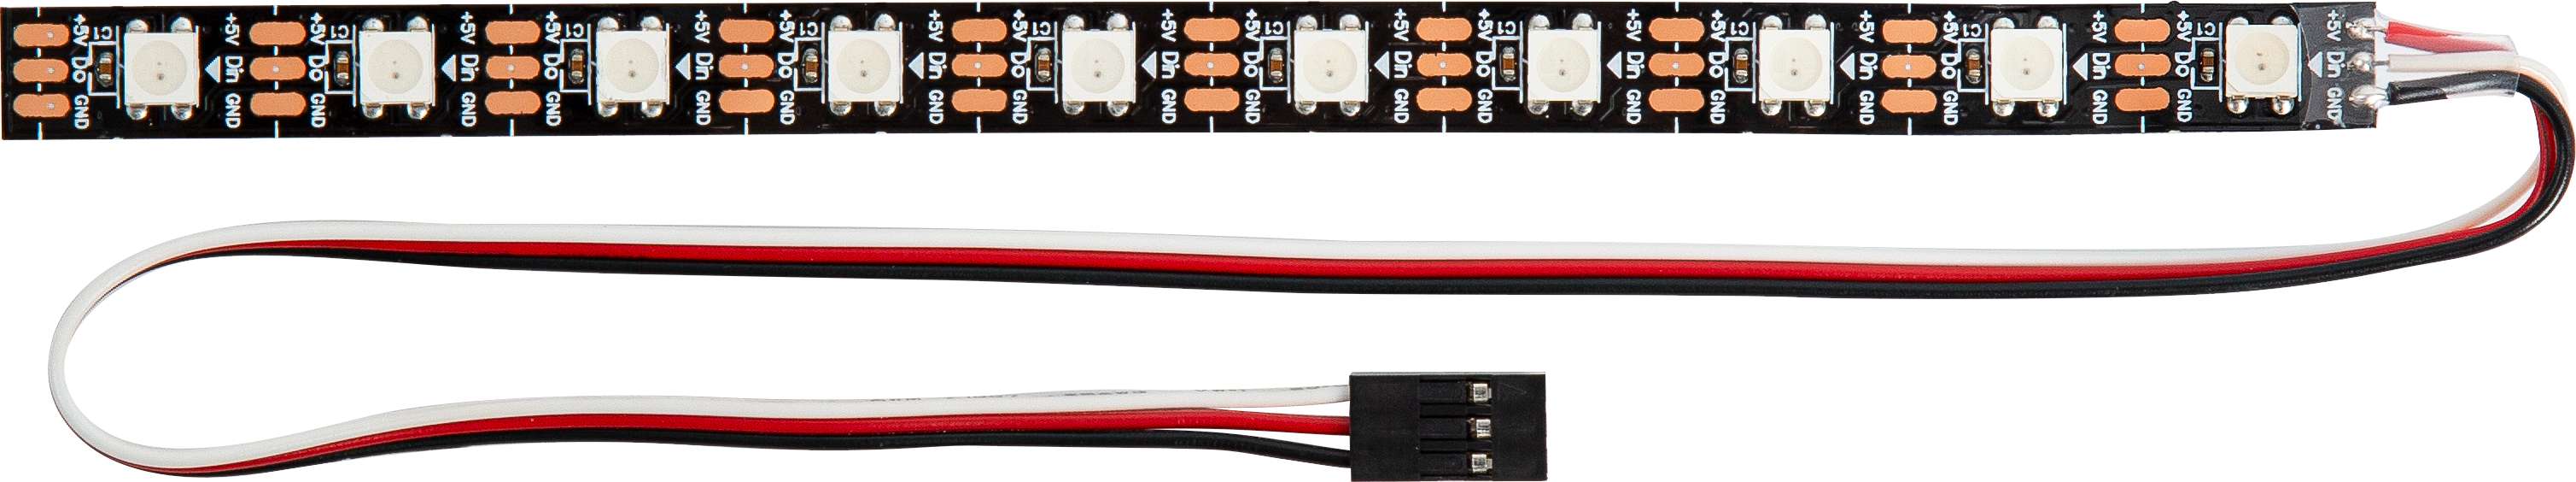 +5V Do GND
C1
+5V Din GND
+5V Do GND
C1
+5V Din GND
+5V Do GND
C1
+5V Din GND
+5V Do GND
C1
+5V Din GND
+5V Do GND
C1
+5V Din GND
+5V Do GND
C1
+5V Din GND
+5V Do GND
C1
+5V Din GND
+5V Do GND
C1
+5V Din GND
+5V Do GND
C1
+5V Din GND
+5V Do GND
C1
+5V Din GND